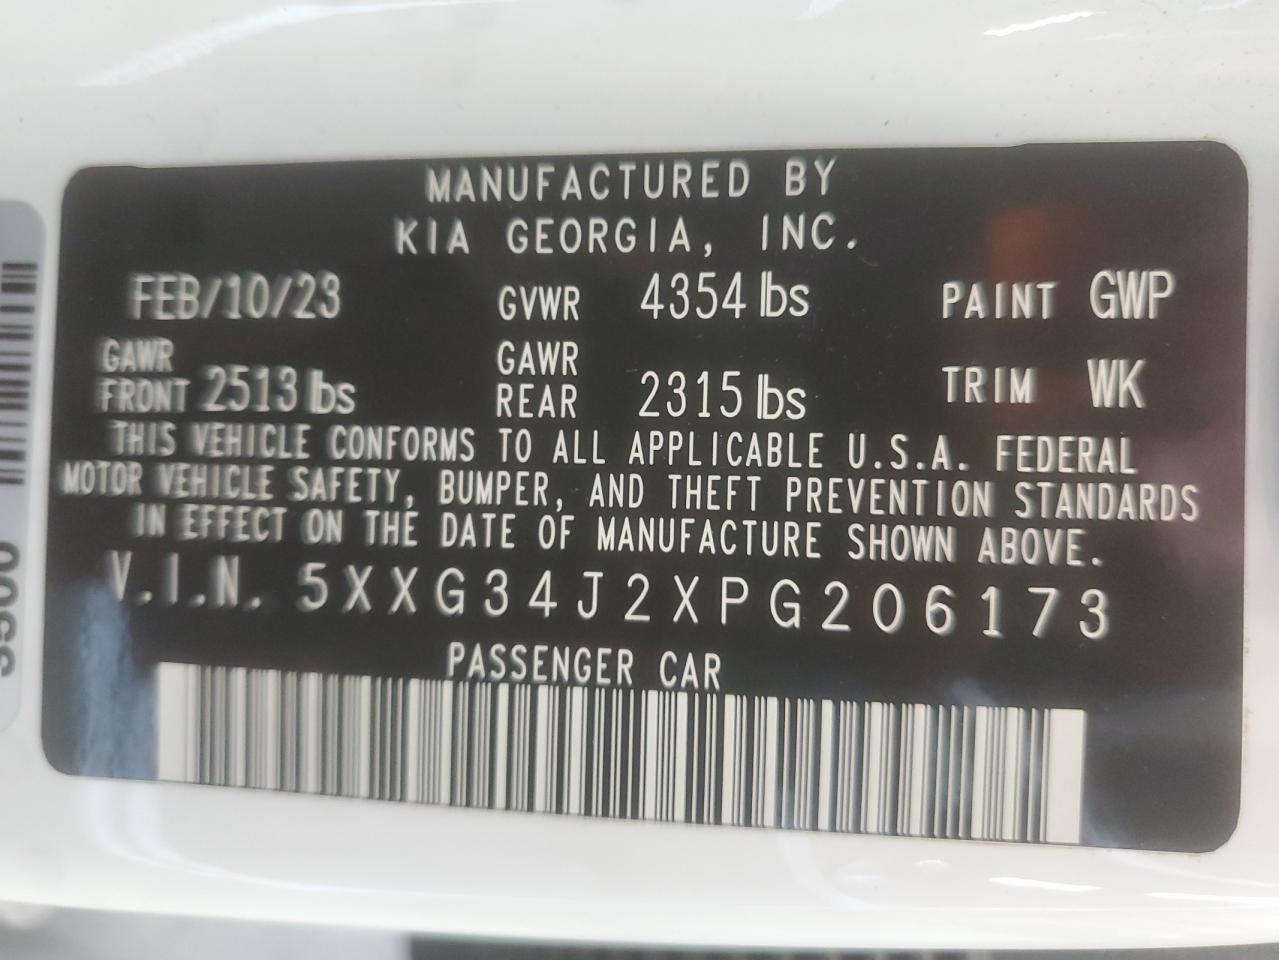 MANUFACTURED BY
KIA GEORGIA, INC.
FEB/10/23 GVWR 4354 lbs PAINT GWP
GAWR FRONT 2513 lbs GAWR REAR 2315 lbs TRIM WK
THIS VEHICLE CONFORMS TO ALL APPLICABLE U.S.A. FEDERAL
MOTOR VEHICLE SAFETY, BUMPER, AND THEFT PREVENTION STANDARDS
IN EFFECT ON THE DATE OF MANUFACTURE SHOWN ABOVE.
V.I.N. 5XXG34J2XPG206173
PASSENGER CAR